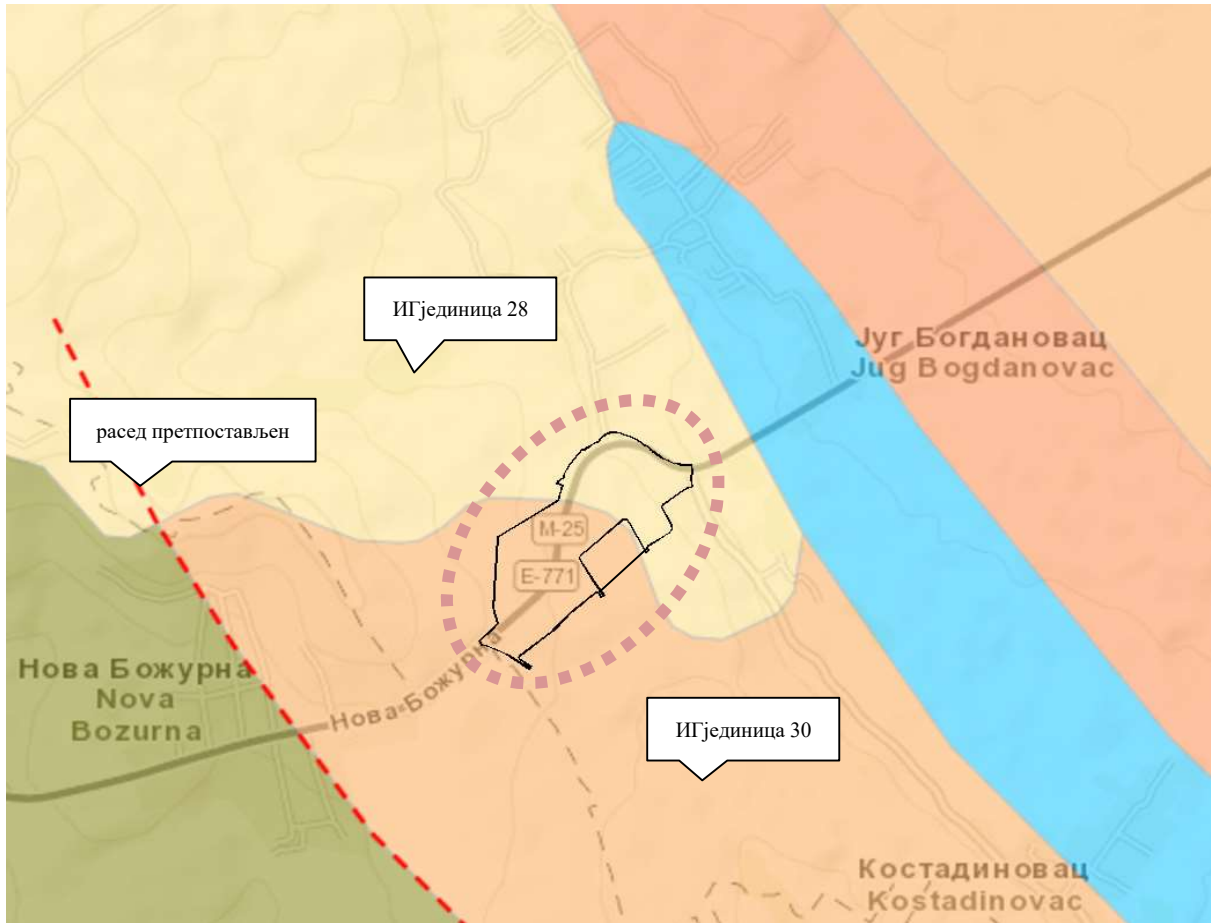 ИГјединица 28
Југ Богдановац
Jug Bogdanovac
расед претпостављен
М-25
Е-771
Нова Божурна
Nova
Bozurna
Нова-Божурна
ИГјединица 30
Костадиновац
Kostadinovac